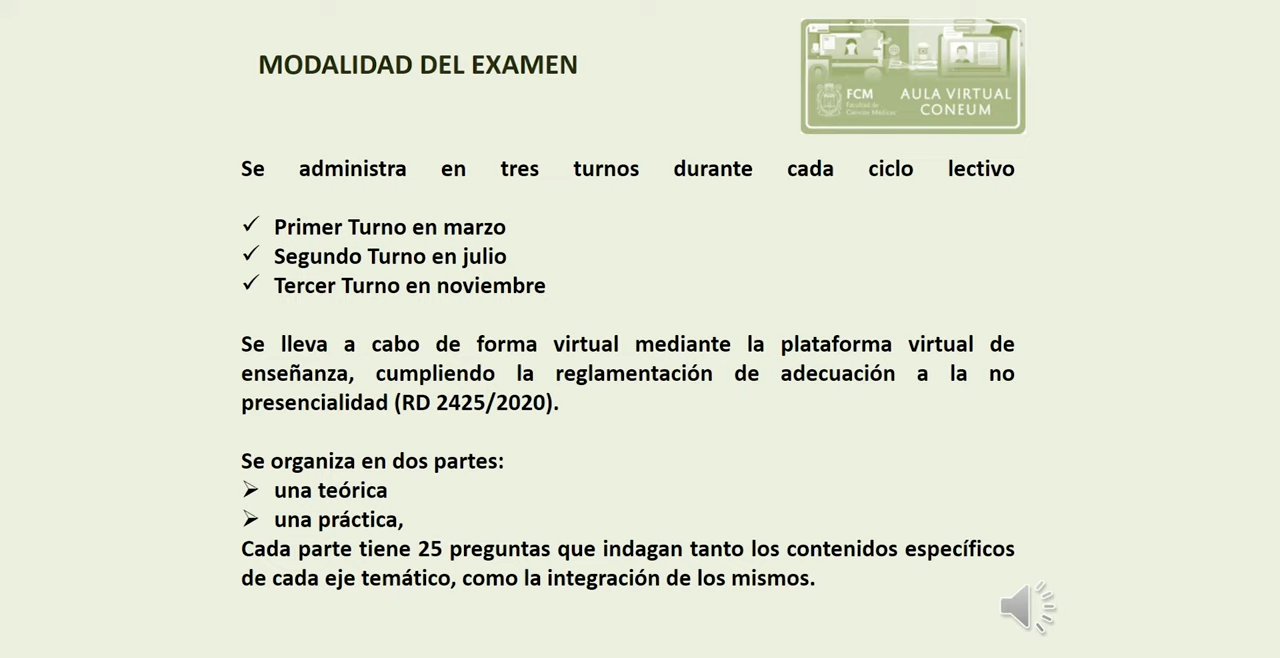 MODALIDAD DEL EXAMEN
FCM
Facultad de
Ciencias Médicas
AULA VIRTUAL
CONEUM
Se administra en tres turnos durante cada ciclo lectivo
✓ Primer Turno en marzo
✓ Segundo Turno en julio
✓ Tercer Turno en noviembre
Se lleva a cabo de forma virtual mediante la plataforma virtual de
enseñanza, cumpliendo la reglamentación de adecuación a la no
presencialidad (RD 2425/2020).
Se organiza en dos partes:
➢ una teórica
➢ una práctica,
Cada parte tiene 25 preguntas que indagan tanto los contenidos específicos
de cada eje temático, como la integración de los mismos.